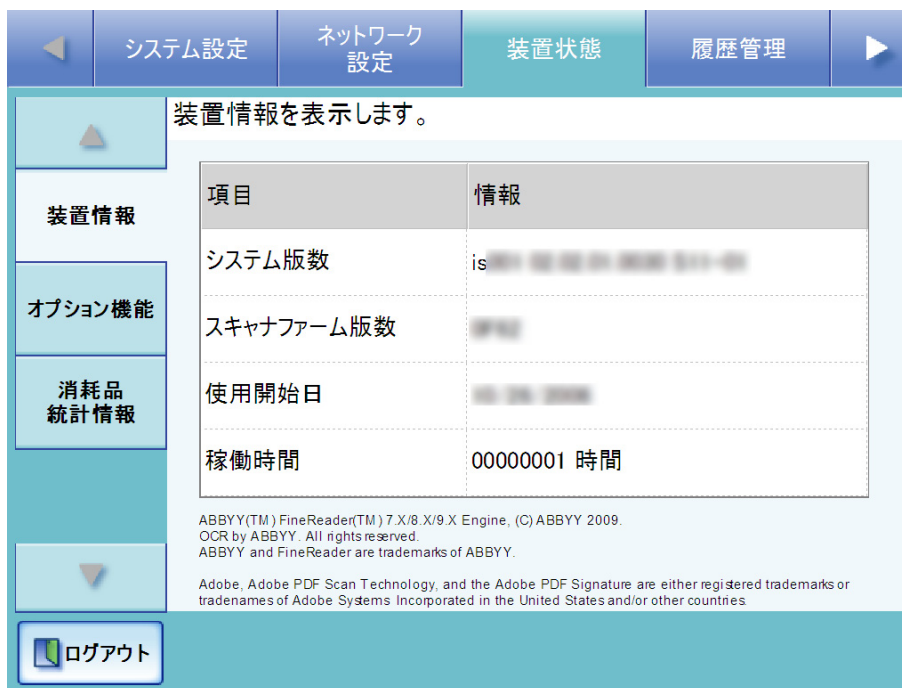 システム設定
ネットワーク
設定
装置状態
履歴管理
装置情報を表示します。
装置情報
オプション機能
消耗品
統計情報
項目 情報
システム版数 is
スキャナファーム版数
使用開始日
稼働時間 00000001 時間
ABBYY(TM) FineReader(TM) 7.X/8.X/9.X Engine, (C) ABBYY 2009.
OCR by ABBYY. All rights reserved.
ABBYY and FineReader are trademarks of ABBYY.
Adobe, Adobe PDF Scan Technology, and the Adobe PDF Signature are either registered trademarks or
tradenames of Adobe Systems Incorporated in the United States and/or other countries.
ログアウト